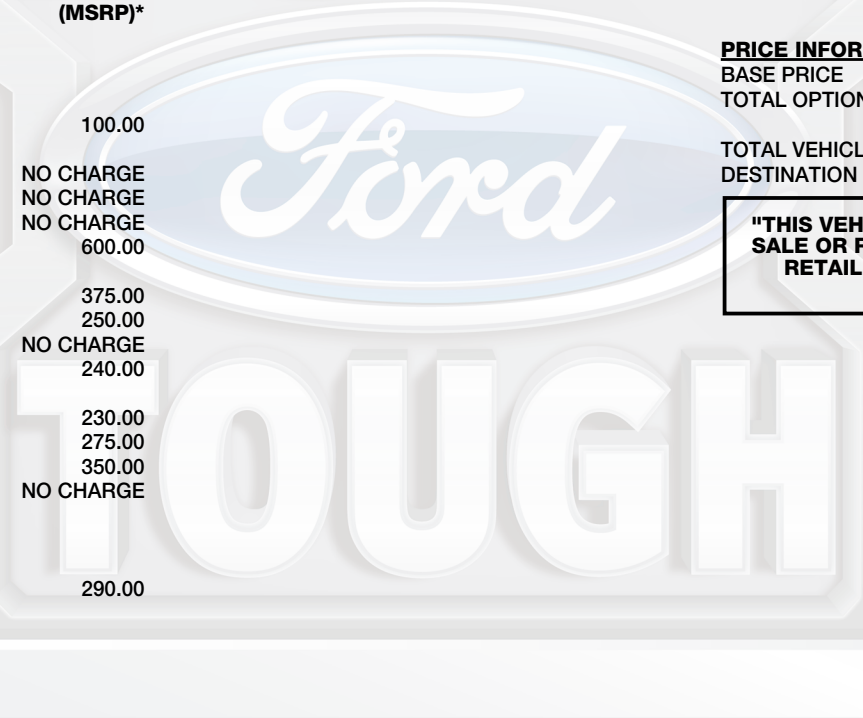 (MSRP)*
100.00
NO CHARGE
NO CHARGE
NO CHARGE
600.00
375.00
250.00
NO CHARGE
240.00
230.00
275.00
350.00
NO CHARGE
290.00
PRICE INFOR
BASE PRICE
TOTAL OPTION
TOTAL VEHICL
DESTINATION
"THIS VEH
SALE OR F
RETAIL
Ford
TOUGH